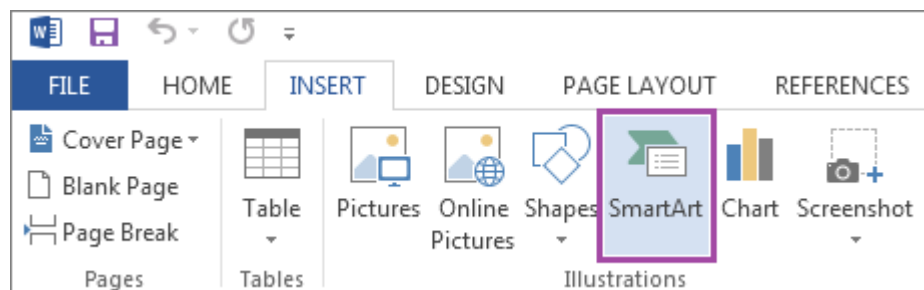 W
FILE HOME INSERT DESIGN PAGE LAYOUT REFERENCES
Cover Page
Blank Page
Page Break
Pages
Table
Tables
Pictures
Online
Pictures
Shapes
SmartArt
Chart
Screenshot
Illustrations